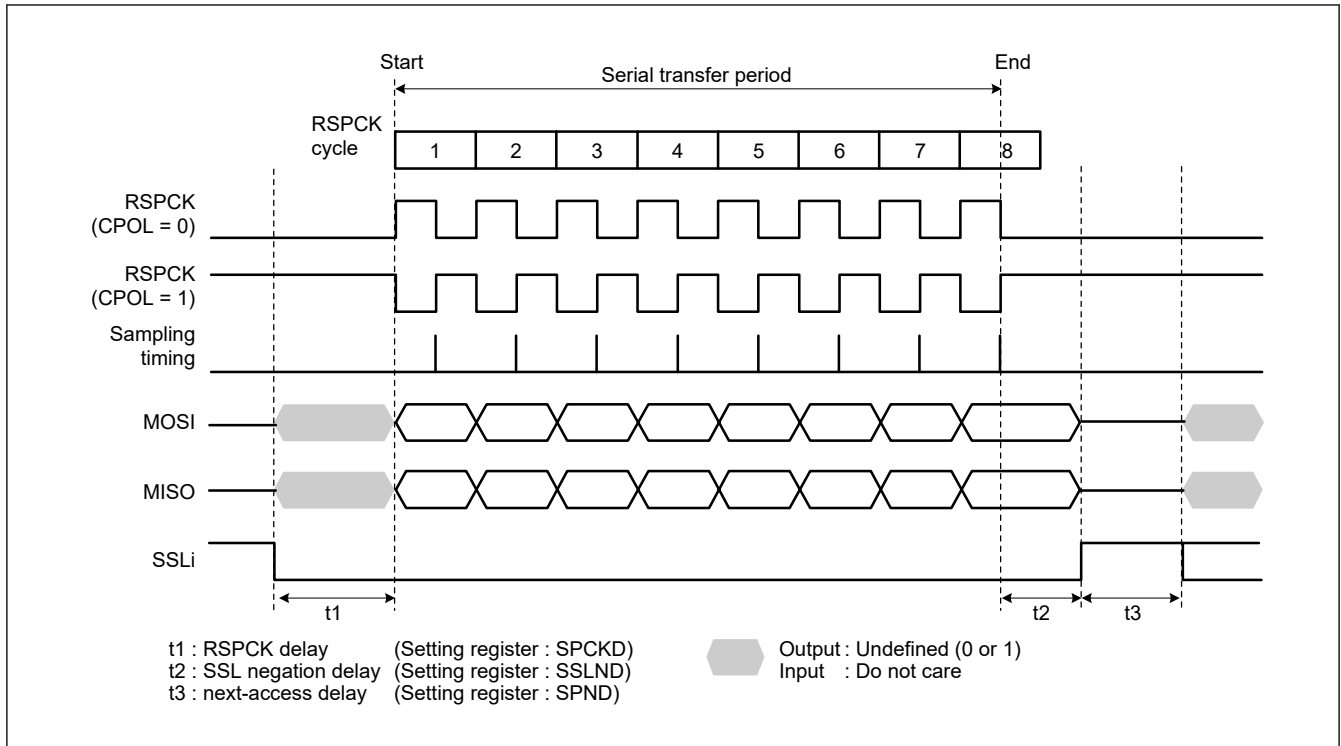 Start
End
Serial transfer period
RSPCK
cycle
1 2 3 4 5 6 7 8
RSPCK
(CPOL = 0)
RSPCK
(CPOL = 1)
Sampling
timing
MOSI
MISO
SSLi
t1
t2
t3
t1 : RSPCK delay (Setting register : SPCKD)
t2 : SSL negation delay (Setting register : SSLND)
t3 : next-access delay (Setting register : SPND)
Output : Undefined (0 or 1)
Input : Do not care